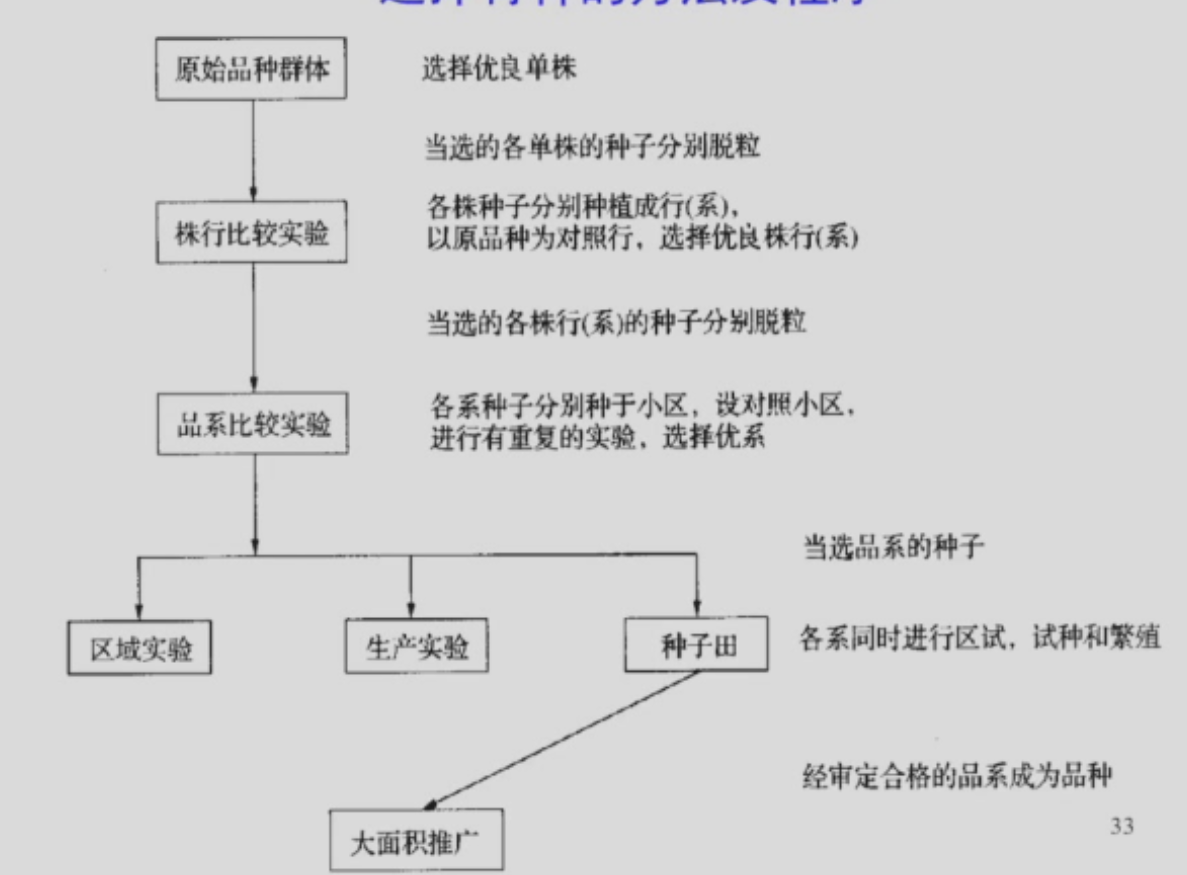 原始品种群体
选择优良单株
当选的各单株的种子分别脱粒
株行比较实验
各株种子分别种植成行(系),
以原品种为对照行，选择优良株行(系)
当选的各株行(系)的种子分别脱粒
品系比较实验
各系种子分别种于小区，设对照小区，
进行有重复的实验，选择优系
当选品系的种子
区域实验
生产实验
种子田
各系同时进行区试，试种和繁殖
经审定合格的品系成为品种
大面积推广
33